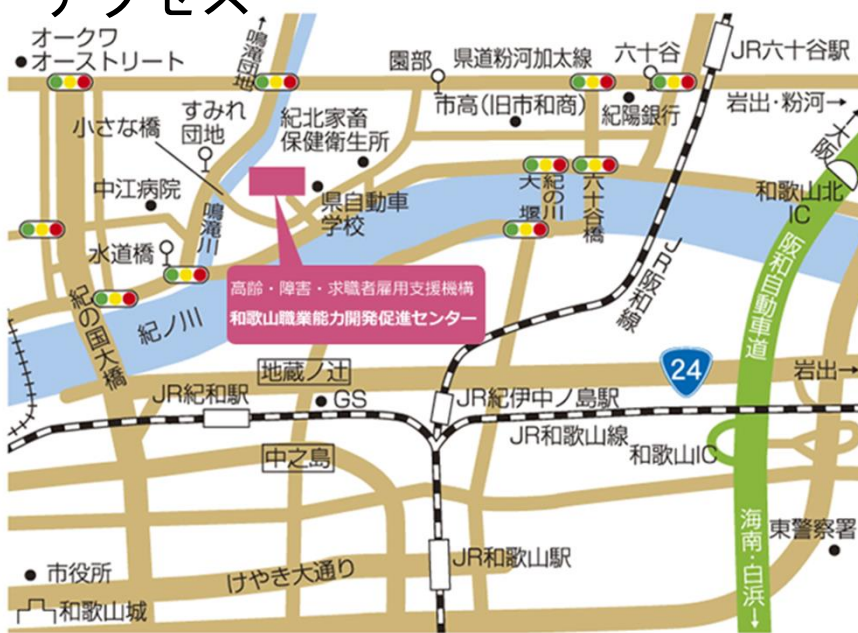 アクセス
オークワ
オーストリート
↑鳴滝団地
園部
県道粉河加太線
六十谷
JR六十谷駅
小さな橋
すみれ
団地
紀北家畜
保健衛生所
市高(旧市和商)
紀陽銀行
岩出・粉河→
大阪
中江病院
鳴滝川
県自動車
学校
紀の川
大堰
六十谷橋
和歌山北
IC
水道橋
高齢・障害・求職者雇用支援機構
和歌山職業能力開発促進センター
JR阪和線
阪和自動車道
紀の国大橋
紀ノ川
地蔵ノ辻
24
岩出→
JR紀和駅
GS
JR紀伊中ノ島駅
JR和歌山線
和歌山IC
中之島
海南・白浜→
東警察署
市役所
けやき大通り
JR和歌山駅
和歌山城